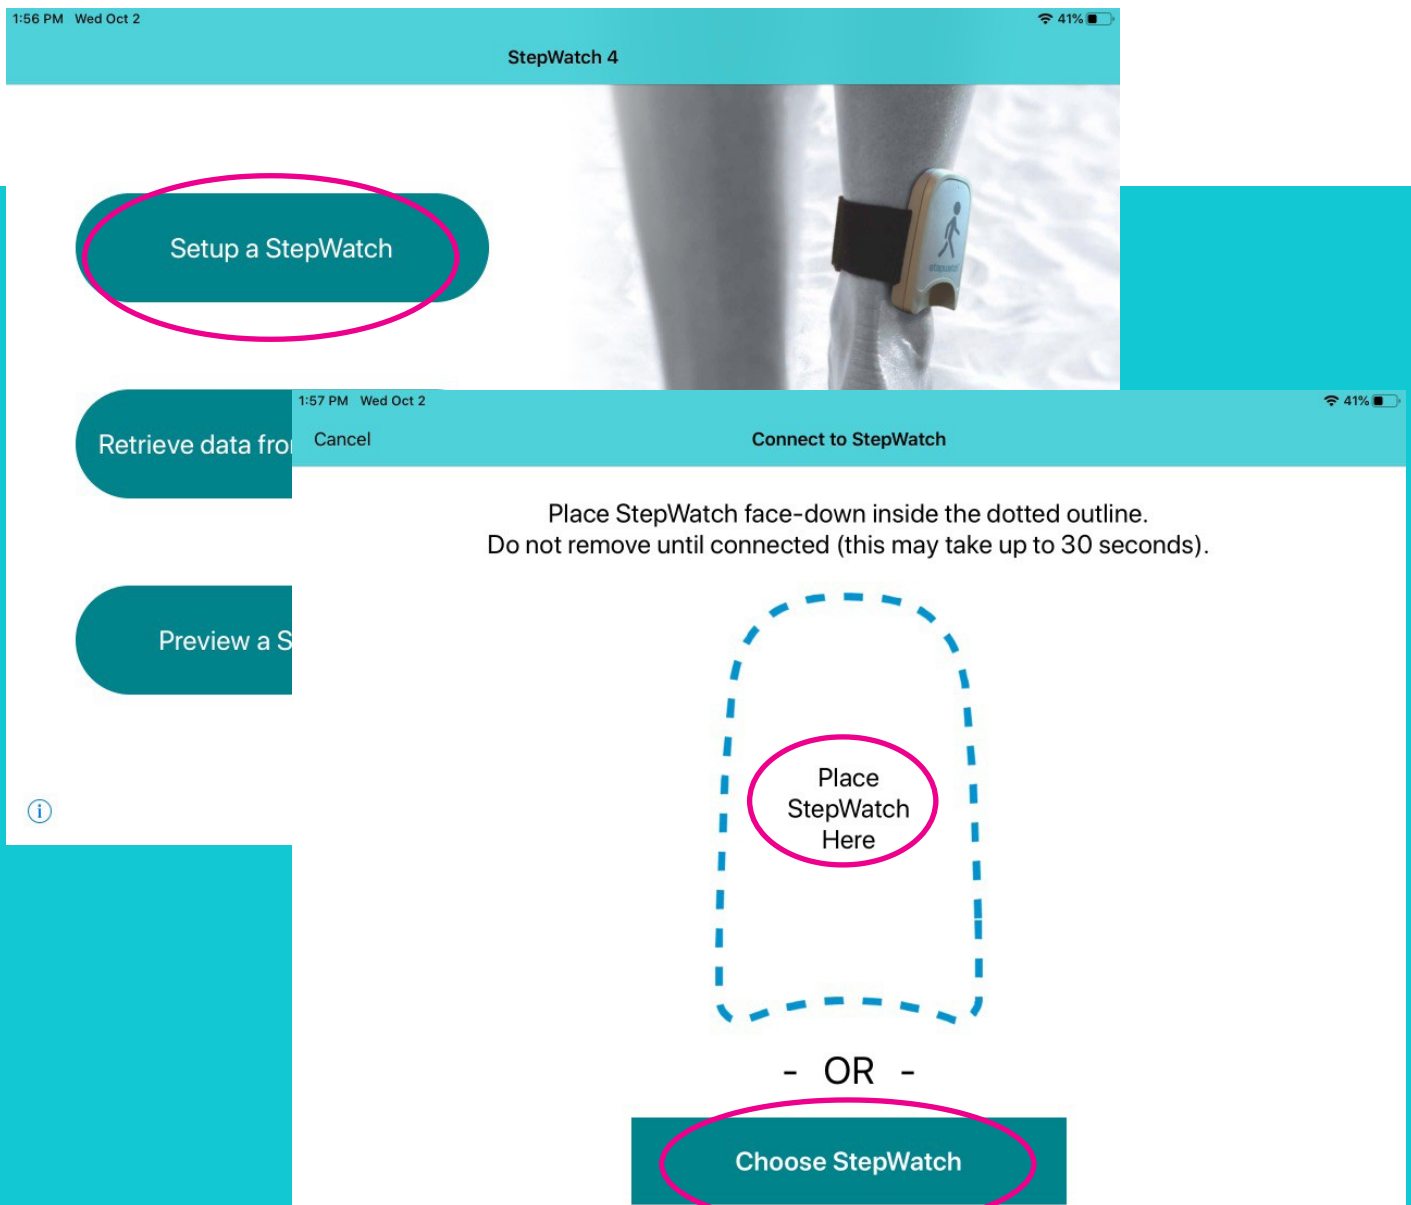 1:56 PM Wed Oct 2
41%
StepWatch 4
Setup a StepWatch
stepwatch
Retrieve data fro
1:57 PM Wed Oct 2
41%
Cancel
Connect to StepWatch
Place StepWatch face-down inside the dotted outline.
Do not remove until connected (this may take up to 30 seconds).
Preview a S
Place
StepWatch
Here
- OR -
Choose StepWatch